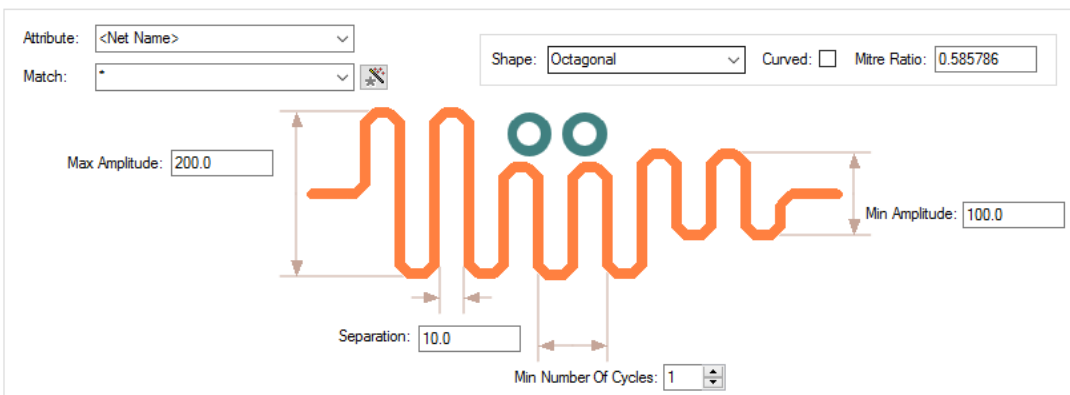 Attribute: <Net Name>
Shape: Octagonal Curved: Mitre Ratio: 0.585786
Match: *
Max Amplitude: 200.0
Min Amplitude: 100.0
Separation: 10.0
Min Number Of Cycles: 1